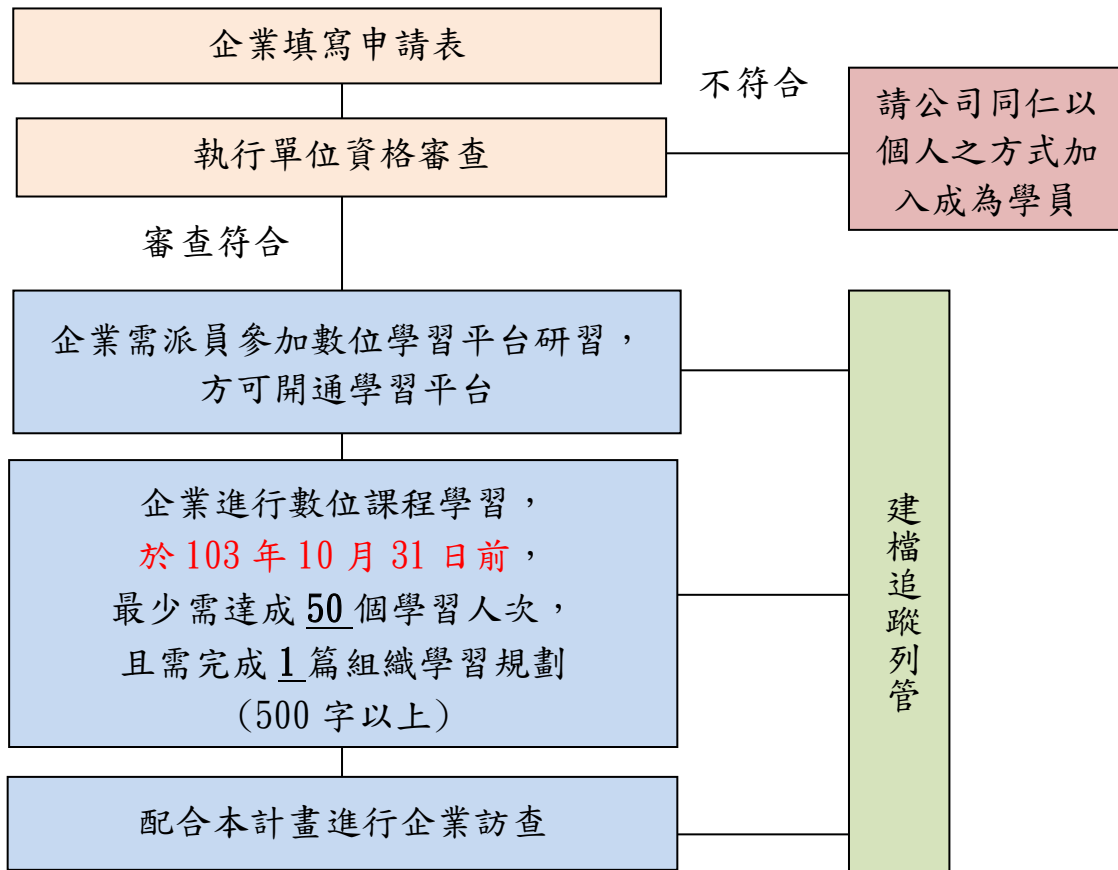 企業填寫申請表
不符合
執行單位資格審查
請公司同仁以
個人之方式加
入成為學員
審查符合
企業需派員參加數位學習平台研習，
方可開通學習平台
企業進行數位課程學習，
於 103 年 10 月 31 日前，
最少需達成 50 個學習人次，
且需完成 1 篇組織學習規劃
(500 字以上)
配合本計畫進行企業訪查
建檔追蹤列管